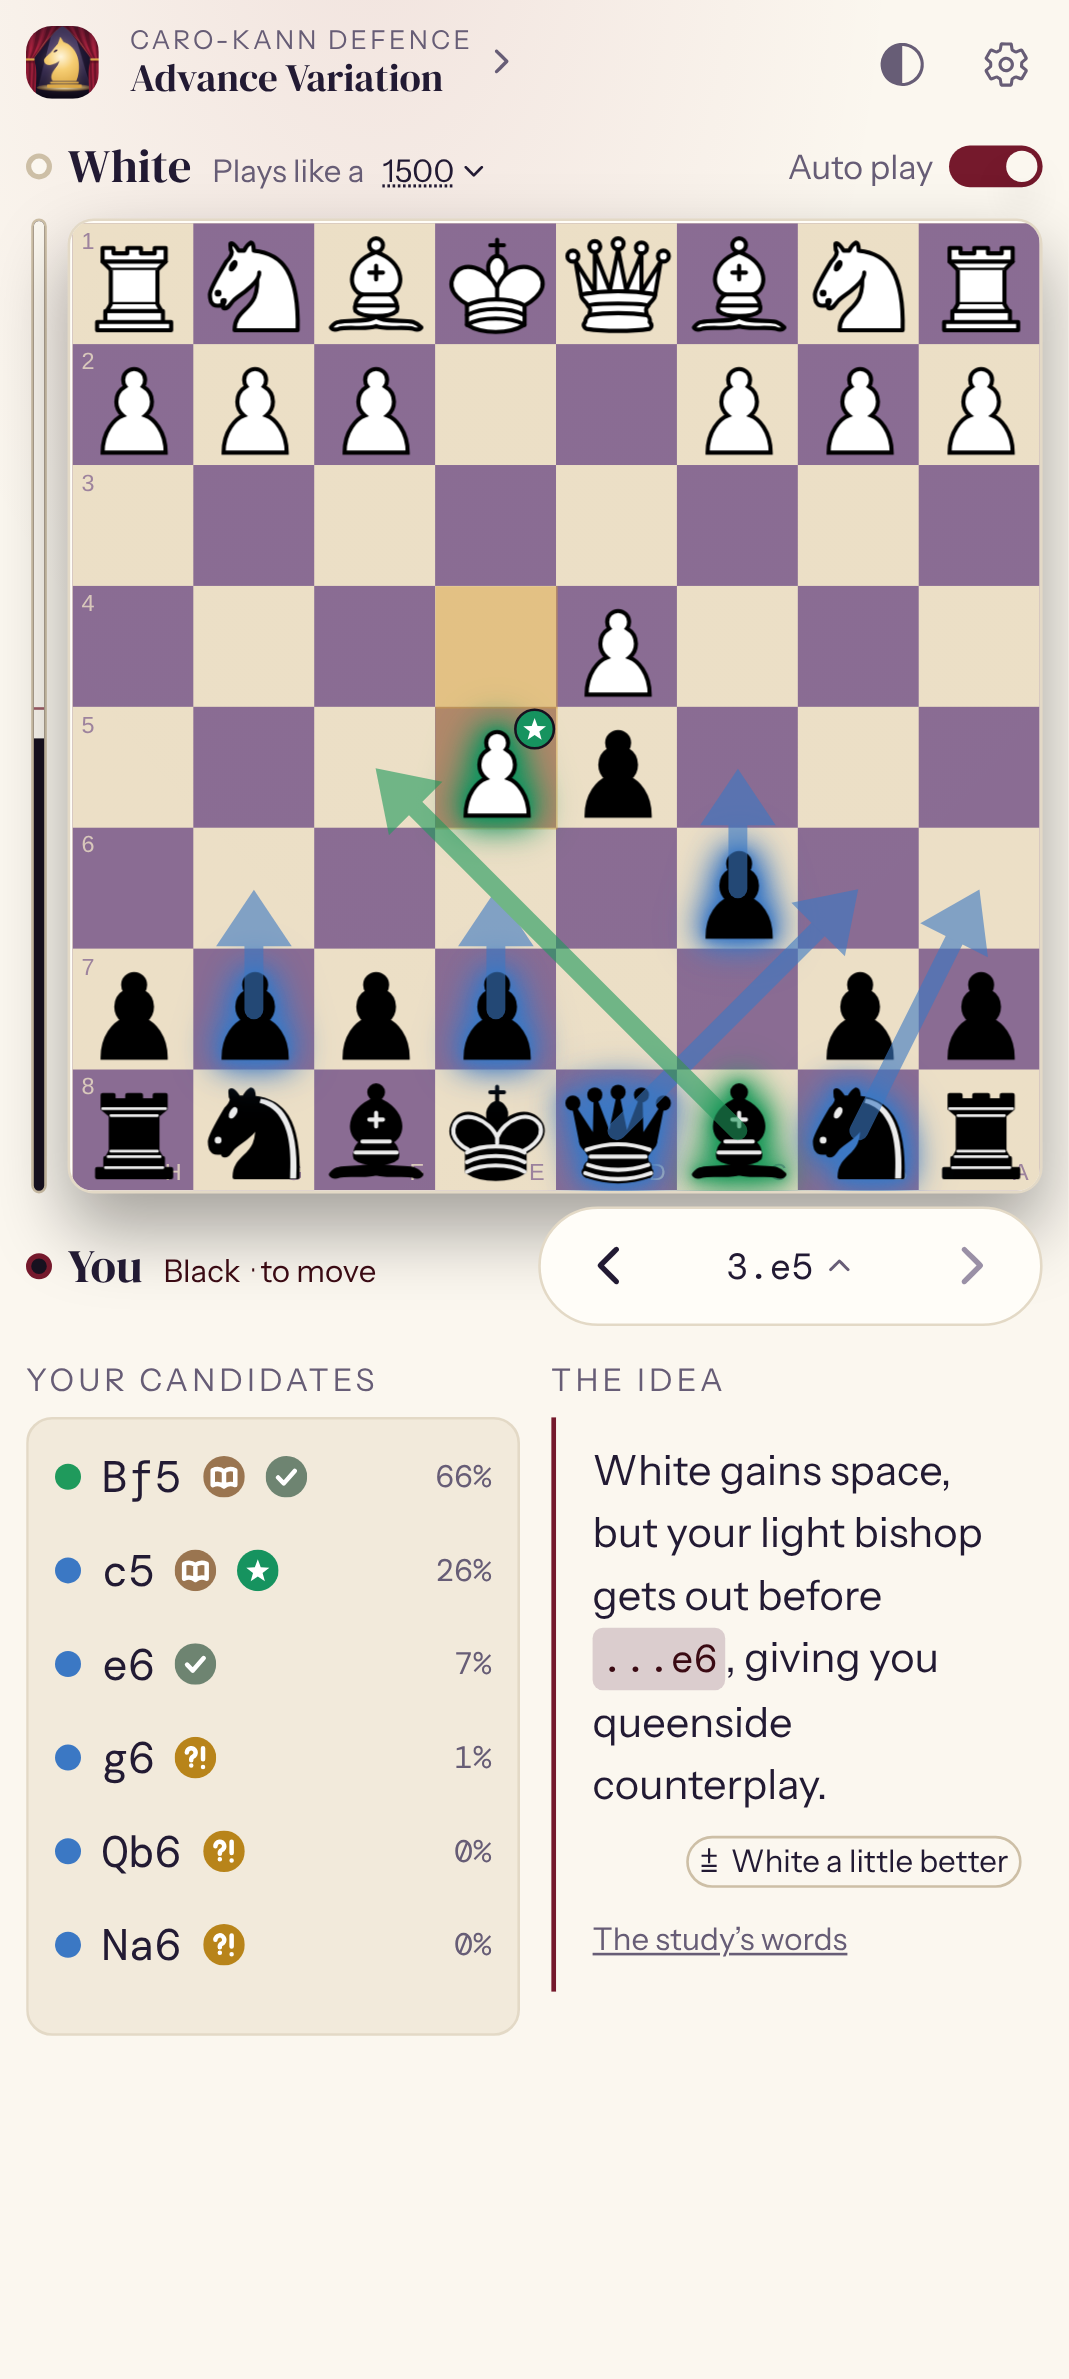 CARO-KANN DEFENCE
Advance Variation
White Plays like a 1500 Auto play
1
2
3
4
5
6
7
8
H F E D A
You Black · to move 3.e5
YOUR CANDIDATES
Bf5 66%
c5 26%
e6 7%
g6 ?! 1%
Qb6 ?! 0%
Na6 ?! 0%
THE IDEA
White gains space,
but your light bishop
gets out before
...e6, giving you
queenside
counterplay.
⩲ White a little better
The study’s words